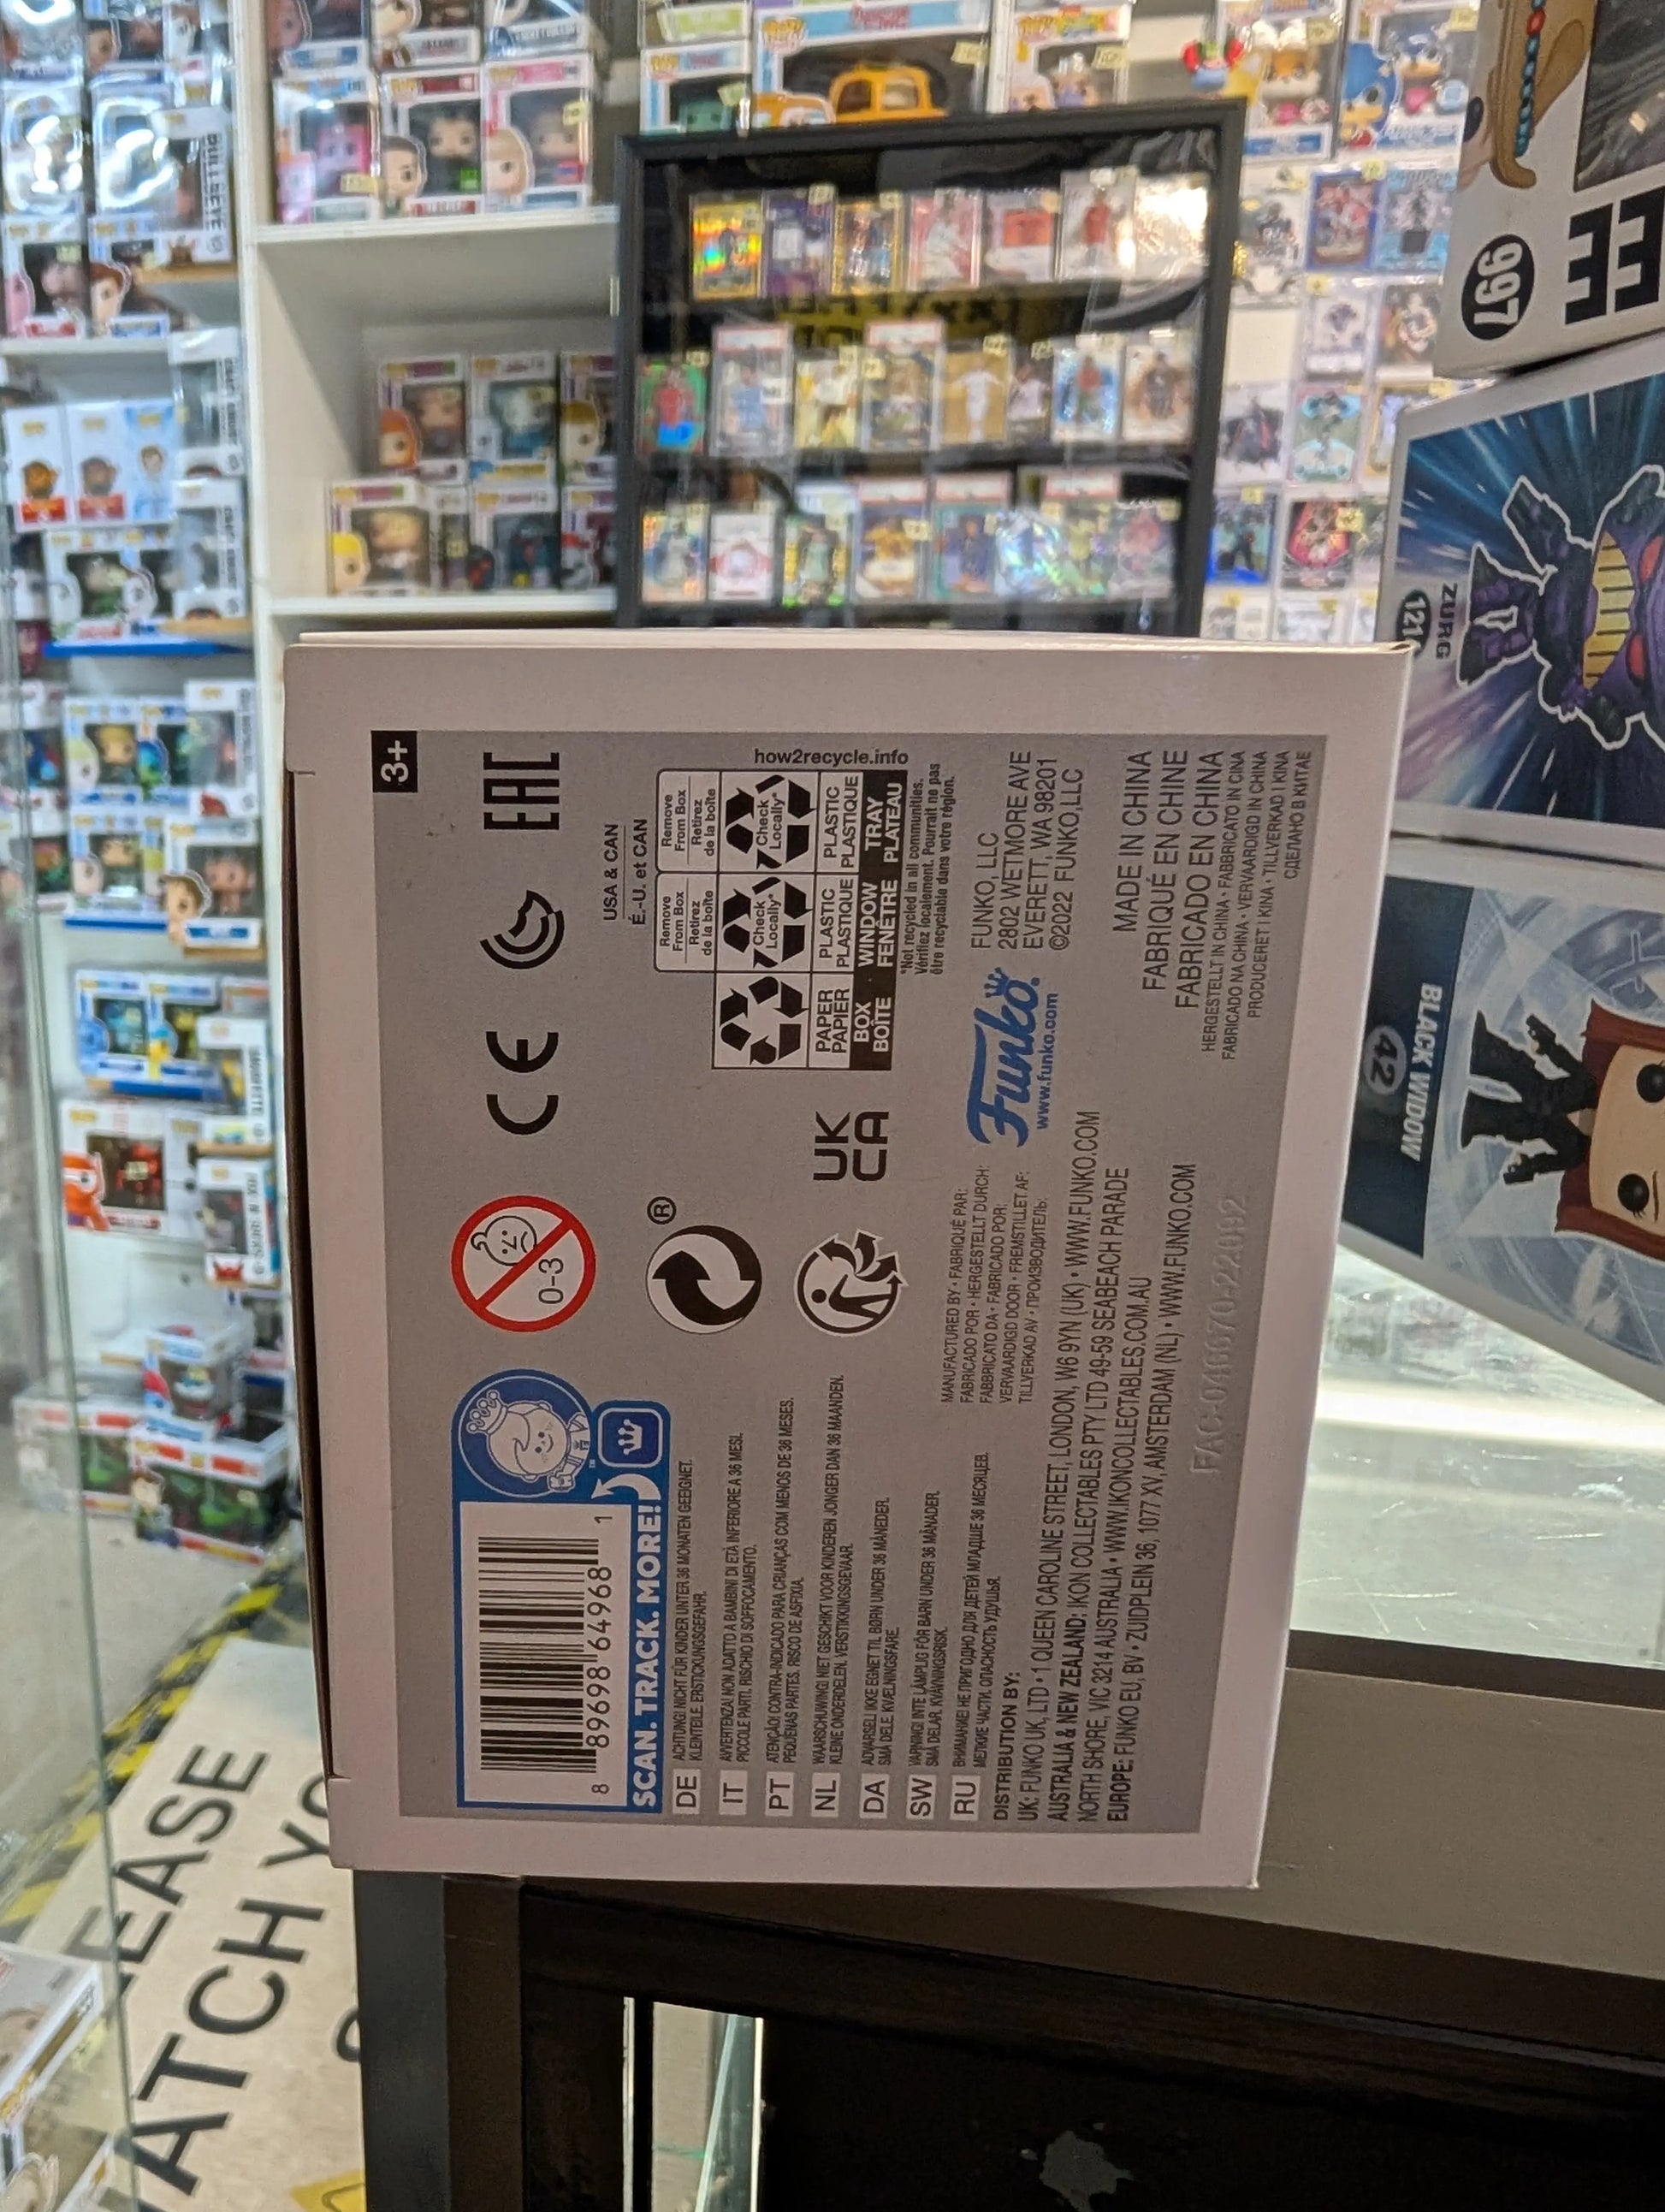 3+
EAC
0-3
8 89698 64968 1
SCAN. TRACK. MORE!
®
UK
CA
USA & CAN
É.-U. et CAN
Remove
From Box
Retirez
de la boîte
Remove
From Box
Retirez
de la boîte
Check
Locally*
Check
Locally*
PAPER
PAPIER
PLASTIC
PLASTIQUE
PLASTIC
PLASTIQUE
BOX
BOÎTE
WINDOW
FENÊTRE
TRAY
PLATEAU
how2recycle.info
*Not recycled in all communities.
Vérifiez localement. Pourrait ne pas
être recyclable dans votre région.
DE ACHTUNG! NICHT FÜR KINDER UNTER 36 MONATEN GEEIGNET.
KLEINTEILE. ERSTICKUNGSGEFAHR.
IT AVVERTENZA! NON ADATTO A BAMBINI DI ETÀ INFERIORE A 36 MESI.
PICCOLE PARTI. RISCHIO DI SOFFOCAMENTO.
PT ATENÇÃO! CONTRA-INDICADO PARA CRIANÇAS COM MENOS DE 36 MESES.
PEQUENAS PARTES. RISCO DE ASFIXIA.
NL WAARSCHUWING! NIET GESCHIKT VOOR KINDEREN JONGER DAN 36 MAANDEN.
KLEINE ONDERDELEN. VERSTIKKINGSGEVAAR.
DA ADVARSEL! IKKE EGNET TIL BØRN UNDER 36 MÅNEDER.
SMÅ DELE. KVÆLNINGSFARE.
SW VARNING! INTE LÄMPLIG FÖR BARN UNDER 36 MÅNADER.
SMÅ DELAR. KVÄVNINGSRISK.
RU ВНИМАНИЕ! НЕ ПРИГОДНО ДЛЯ ДЕТЕЙ МЛАДШЕ 36 МЕСЯЦЕВ.
МЕЛКИЕ ЧАСТИ. ОПАСНОСТЬ УДУШЬЯ.
MANUFACTURED BY • FABRIQUÉ PAR:
FABRICADO POR • HERGESTELLT DURCH:
FABBRICATO DA • FABRICADO POR:
VERVAARDIGD DOOR • FREMSTILLET AF:
TILLVERKAD AV • ПРОИЗВОДИТЕЛЬ:
Funko
www.funko.com
FUNKO, LLC
2802 WETMORE AVE
EVERETT, WA 98201
©2022 FUNKO, LLC
DISTRIBUTION BY:
UK: FUNKO UK, LTD • 1 QUEEN CAROLINE STREET, LONDON, W6 9YN (UK) • WWW.FUNKO.COM
AUSTRALIA & NEW ZEALAND: IKON COLLECTABLES PTY LTD 49-59 SEABEACH PARADE
NORTH SHORE, VIC 3214 AUSTRALIA • WWW.IKONCOLLECTABLES.COM.AU
EUROPE: FUNKO EU, BV • ZUIDPLEIN 36, 1077 XV, AMSTERDAM (NL) • WWW.FUNKO.COM
MADE IN CHINA
FABRIQUÉ EN CHINE
FABRICADO EN CHINA
HERGESTELLT IN CHINA • FABBRICATO IN CINA
FABRICADO NA CHINA • VERVAARDIGD IN CHINA
PRODUCERET I KINA • TILLVERKAD I KINA
СДЕЛАНО В КИТАЕ
997
ZURG
BLACK WIDOW
42
BULLSEYE